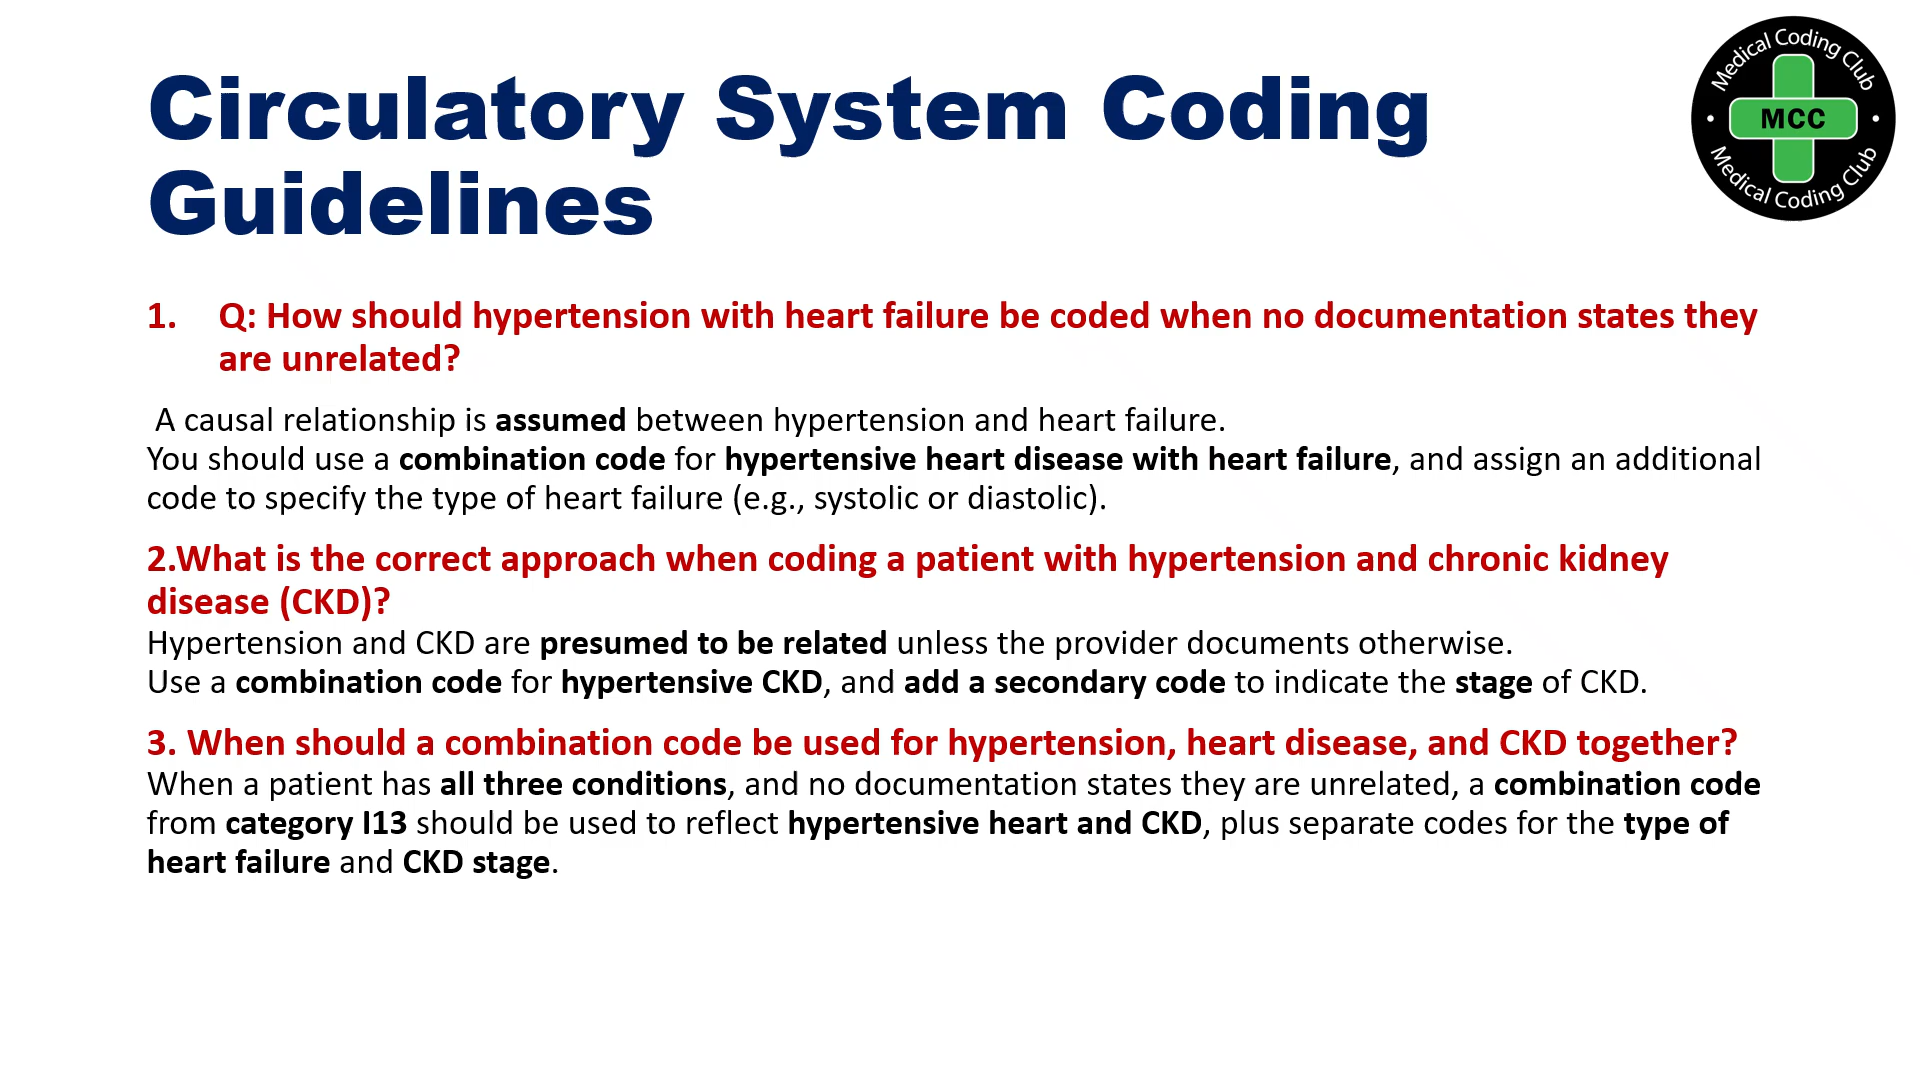 Circulatory System Coding
Guidelines
Medical Coding Club
MCC
Medical Coding Club
1. Q: How should hypertension with heart failure be coded when no documentation states they
are unrelated?
A causal relationship is assumed between hypertension and heart failure.
You should use a combination code for hypertensive heart disease with heart failure, and assign an additional
code to specify the type of heart failure (e.g., systolic or diastolic).
2.What is the correct approach when coding a patient with hypertension and chronic kidney
disease (CKD)?
Hypertension and CKD are presumed to be related unless the provider documents otherwise.
Use a combination code for hypertensive CKD, and add a secondary code to indicate the stage of CKD.
3. When should a combination code be used for hypertension, heart disease, and CKD together?
When a patient has all three conditions, and no documentation states they are unrelated, a combination code
from category I13 should be used to reflect hypertensive heart and CKD, plus separate codes for the type of
heart failure and CKD stage.